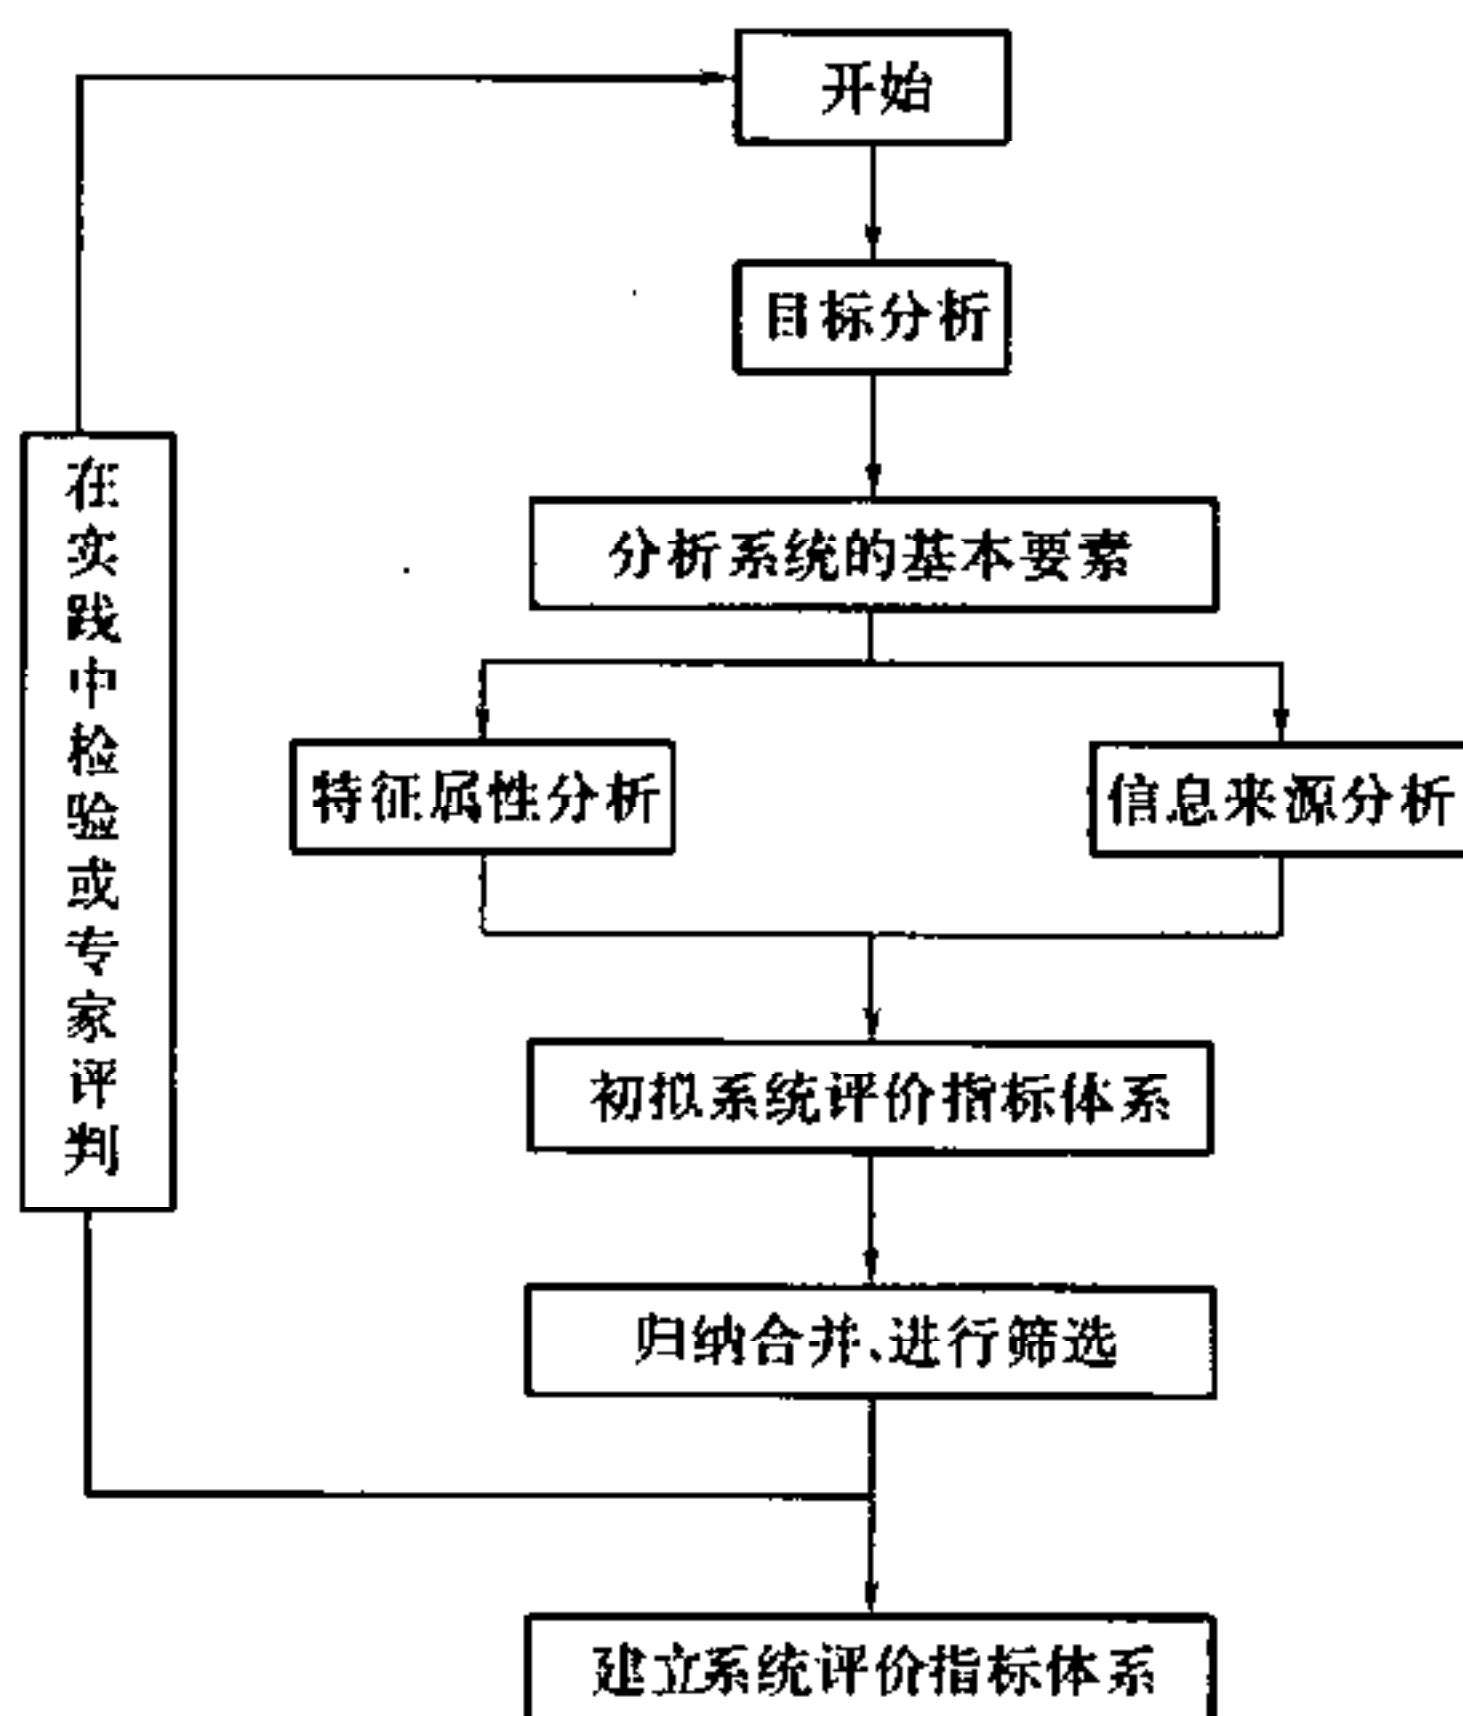 开始
目标分析
分析系统的基本要素
特征属性分析
信息来源分析
初拟系统评价指标体系
归纳合并、进行筛选
建立系统评价指标体系
在实践中检验或专家评判